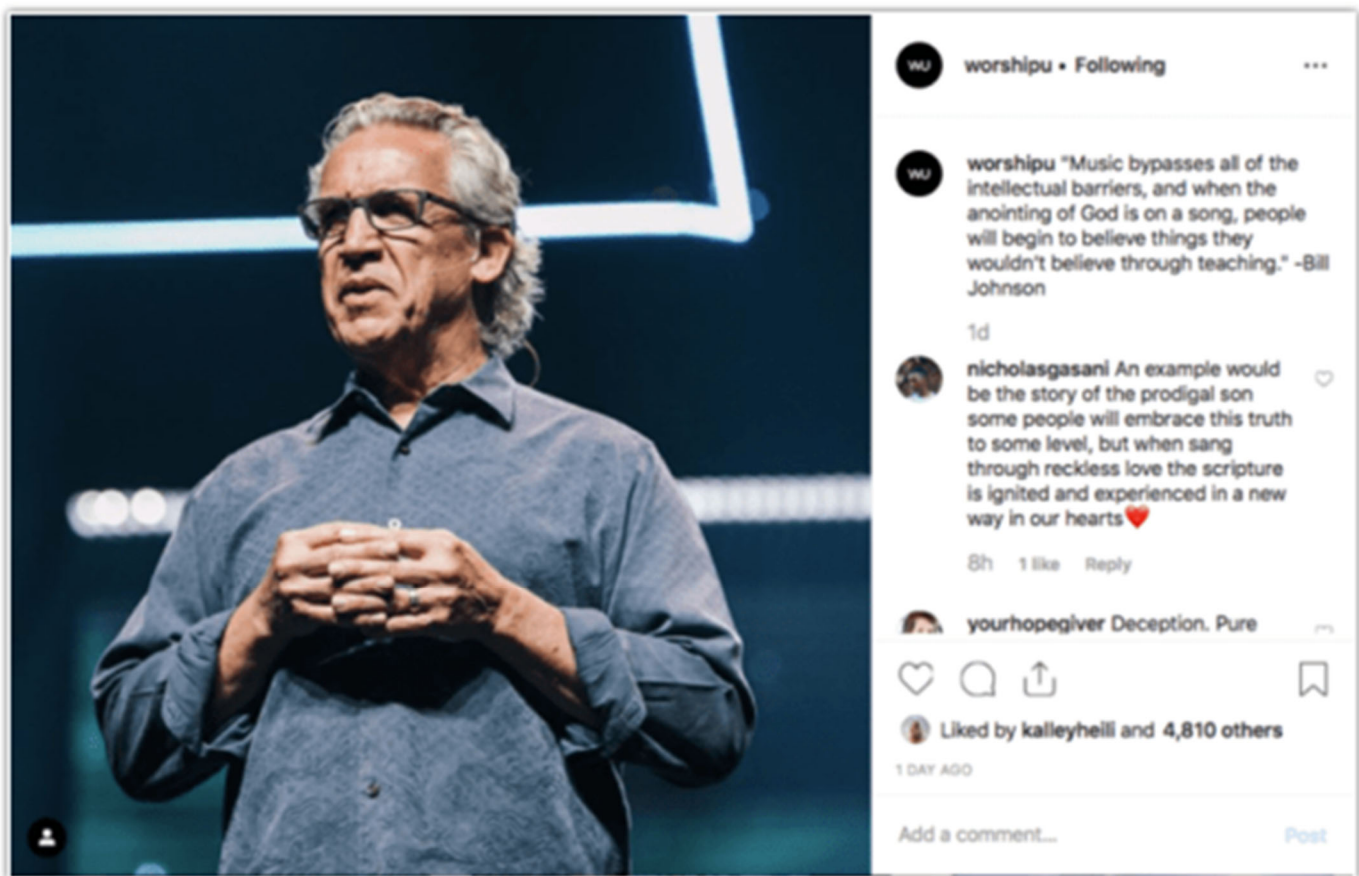 WU
worshipu • Following
WU
worshipu "Music bypasses all of the
intellectual barriers, and when the
anointing of God is on a song, people
will begin to believe things they
wouldn't believe through teaching." -Bill
Johnson
1d
nicholasgasani An example would
be the story of the prodigal son
some people will embrace this truth
to some level, but when sang
through reckless love the scripture
is ignited and experienced in a new
way in our hearts❤️
8h 1 like Reply
yourhopegiver Deception. Pure
Liked by kalleyheili and 4,810 others
1 DAY AGO
Add a comment... Post